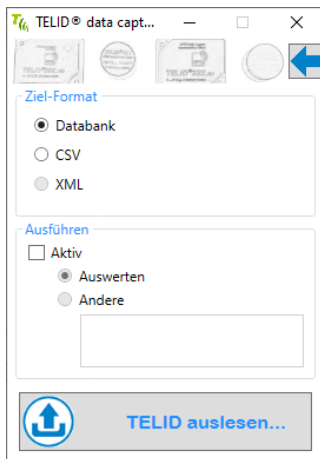 TELID® data capt...
Ziel-Format
Databank
CSV
XML
Ausführen
Aktiv
Auswerten
Andere
TELID auslesen...